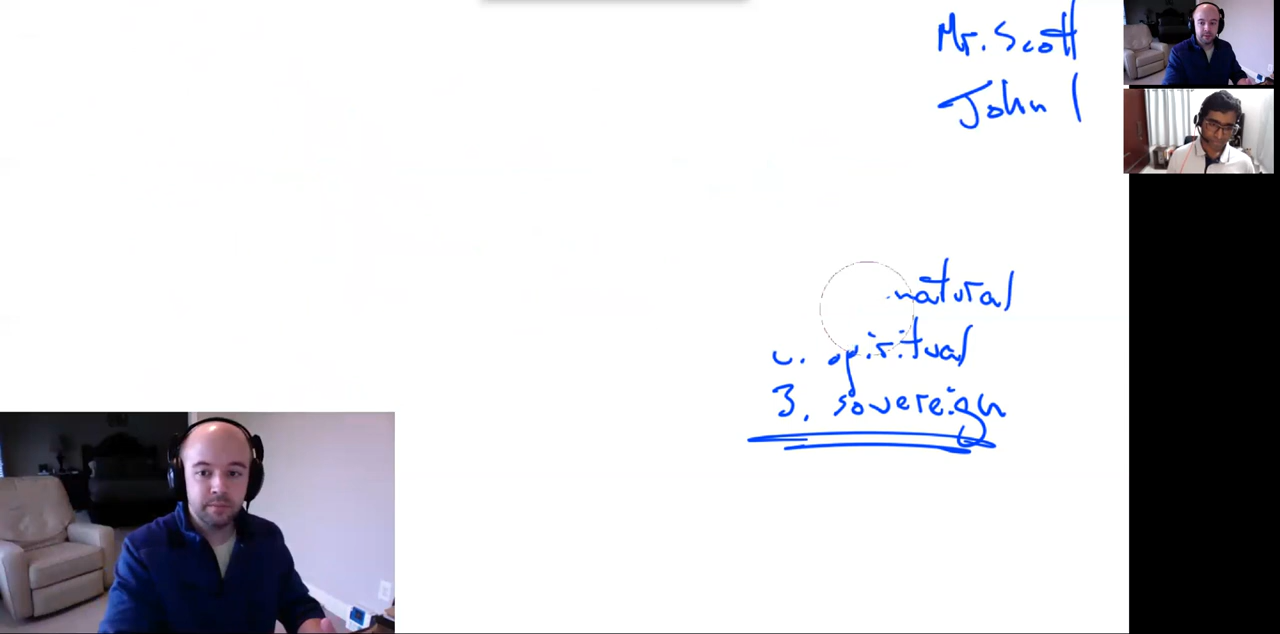 Mr. Scott
John 1
natural
. spiritual
3. sovereign